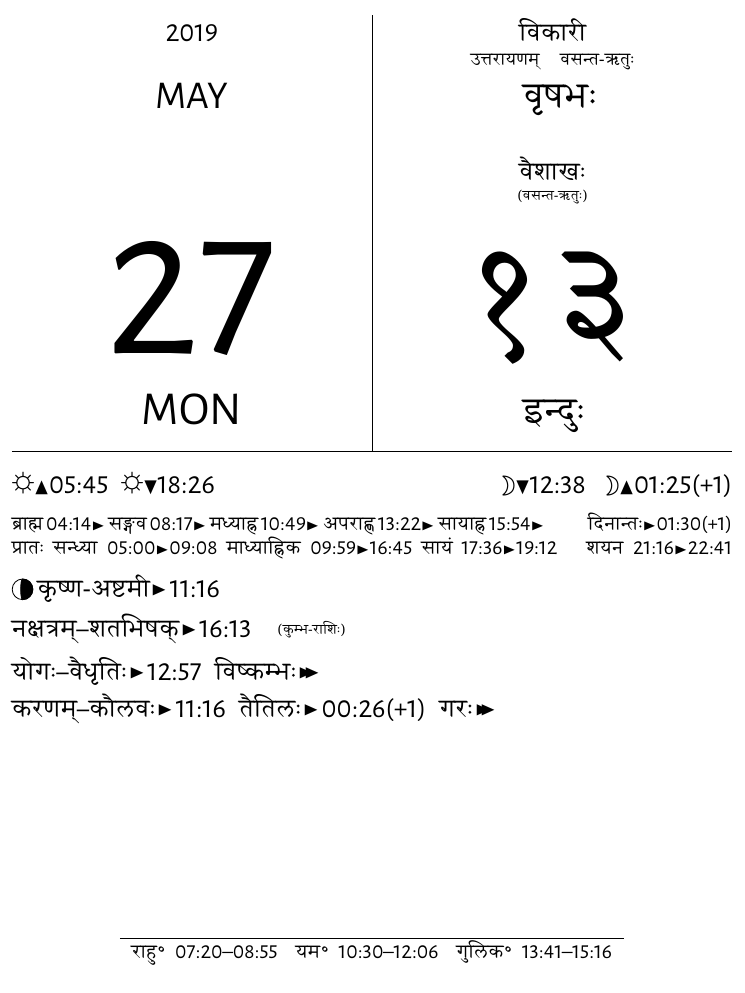 2019
MAY
27
MON
विकारी
उत्तरायणम् वसन्त-ऋतुः
वृषभः
वैशाखः
(वसन्त-ऋतुः)
१३
इन्दुः
☼▲05:45 ☼▼18:26 ☽▼12:38 ☽▲01:25(+1)
ब्राह्म 04:14► सङ्गव 08:17► मध्याह्न 10:49► अपराह्ण 13:22► सायाह्न 15:54► दिनान्तः►01:30(+1)
प्रातः सन्ध्या 05:00►09:08 माध्याह्निक 09:59►16:45 सायं 17:36►19:12 शयन 21:16►22:41
कृष्ण-अष्टमी►11:16
नक्षत्रम्–शतभिषक्►16:13 (कुम्भ-राशिः)
योगः–वैधृतिः►12:57 विष्कम्भः►►
करणम्–कौलवः►11:16 तैतिलः►00:26(+1) गरः►►
राहु° 07:20–08:55 यम° 10:30–12:06 गुलिक° 13:41–15:16